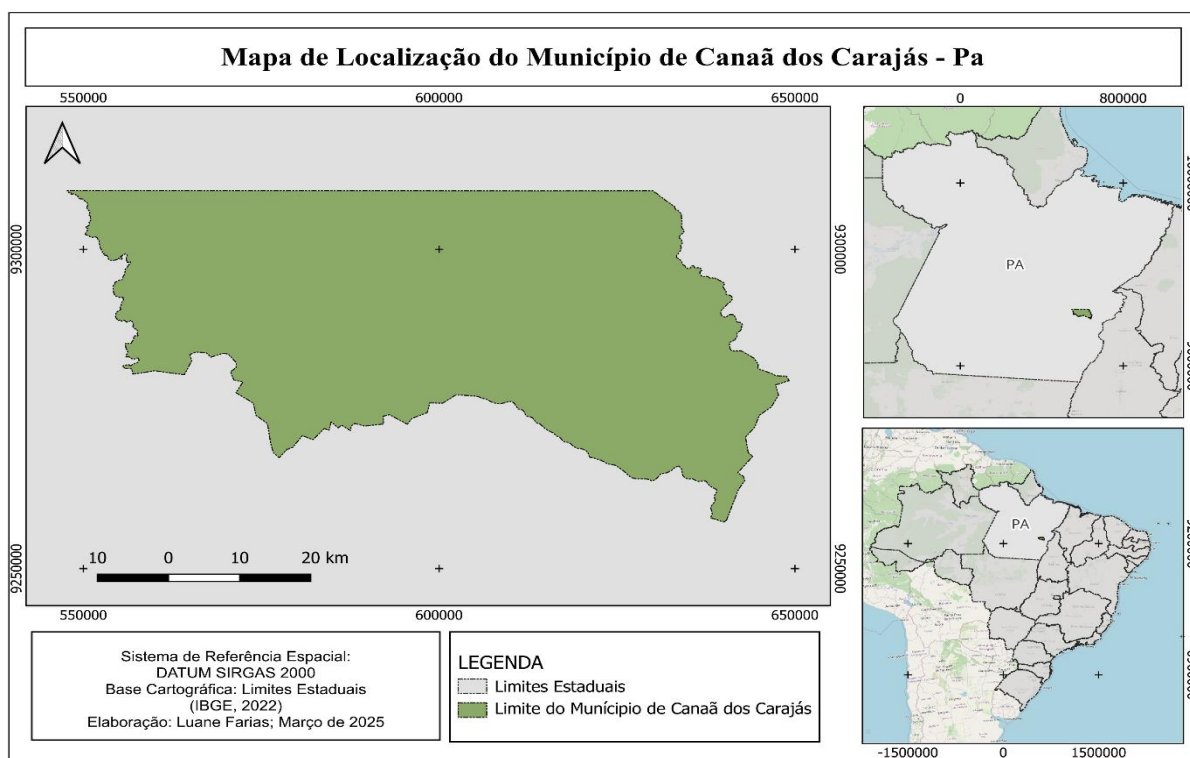 Mapa de Localização do Município de Canaã dos Carajás - Pa
550000 600000 650000
9300000 9300000
9250000 9250000
10 0 10 20 km
550000 600000 650000
0 800000
PA
PA
-1500000 0 1500000
Sistema de Referência Espacial:
DATUM SIRGAS 2000
Base Cartográfica: Limites Estaduais
(IBGE, 2022)
Elaboração: Luane Farias; Março de 2025
LEGENDA
Limites Estaduais
Limite do Munícipio de Canaã dos Carajás